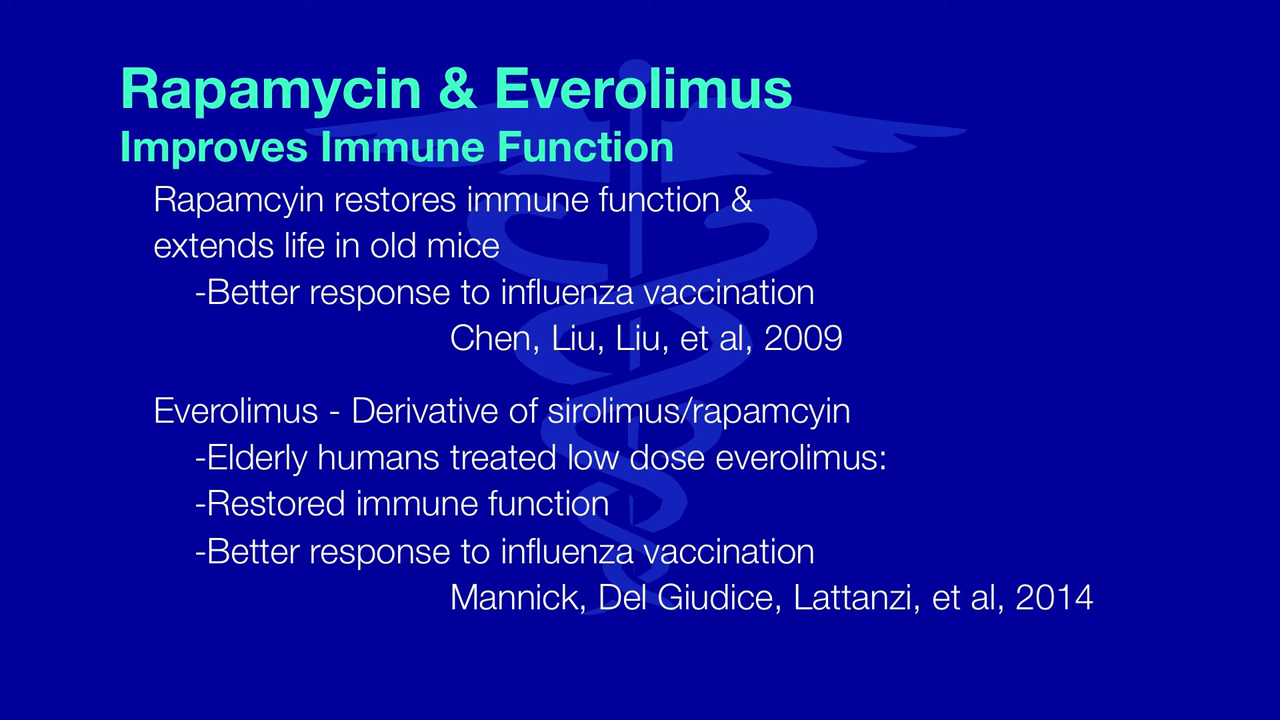 Rapamycin & Everolimus
Improves Immune Function
Rapamcyin restores immune function &
extends life in old mice
-Better response to influenza vaccination
Chen, Liu, Liu, et al, 2009
Everolimus - Derivative of sirolimus/rapamcyin
-Elderly humans treated low dose everolimus:
-Restored immune function
-Better response to influenza vaccination
Mannick, Del Giudice, Lattanzi, et al, 2014